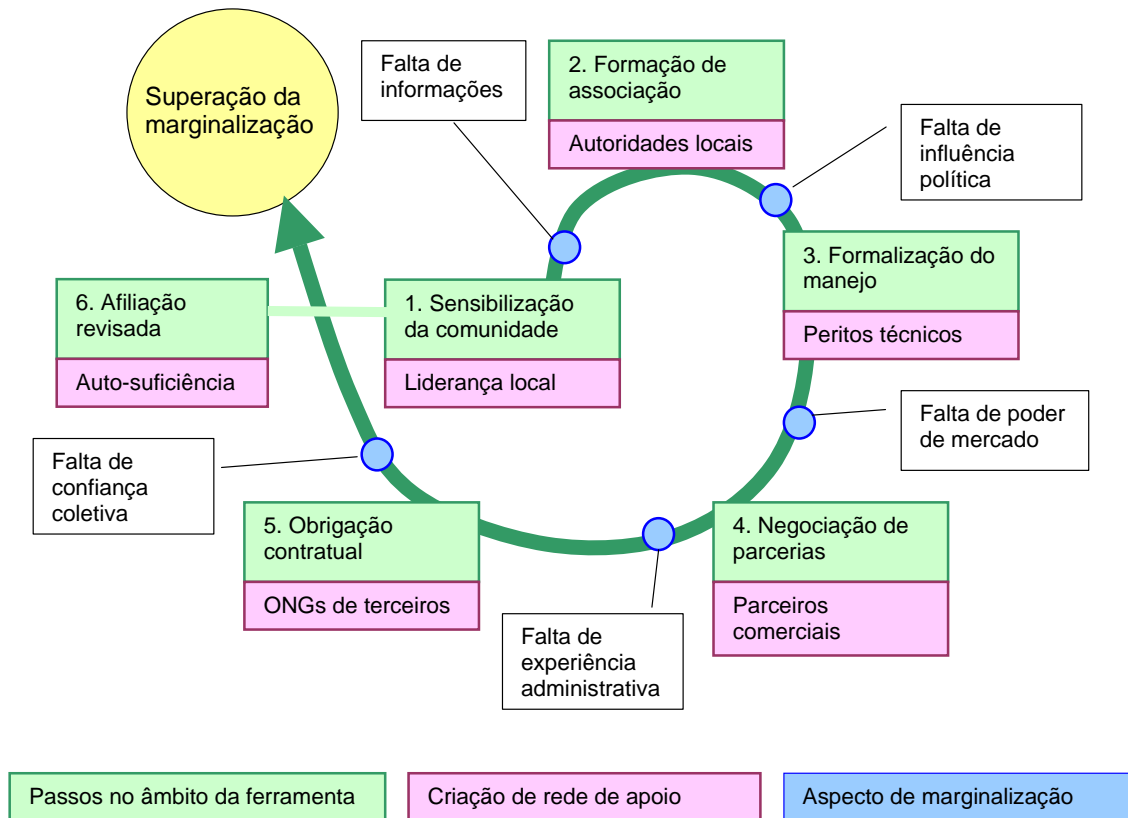 Superação da
marginalização
Falta de
informações
2. Formação de
associação
Autoridades locais
Falta de
influência
política
3. Formalização do
manejo
Peritos técnicos
6. Afiliação
revisada
Auto-suficiência
1. Sensibilização
da comunidade
Liderança local
Falta de poder
de mercado
Falta de
confiança
coletiva
5. Obrigação
contratual
ONGs de terceiros
4. Negociação de
parcerias
Parceiros
comerciais
Falta de
experiência
administrativa
Passos no âmbito da ferramenta
Criação de rede de apoio
Aspecto de marginalização